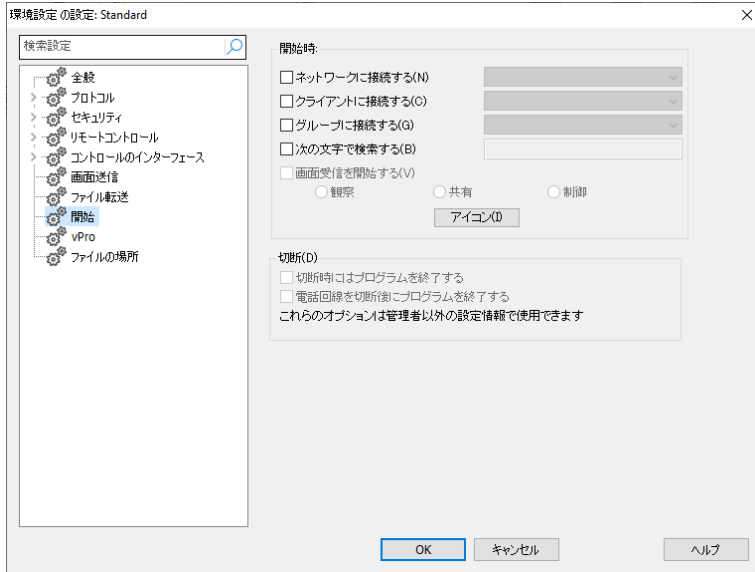 環境設定 の設定: Standard
検索設定
全般
プロトコル
セキュリティ
リモートコントロール
コントロールのインターフェース
画面送信
ファイル転送
開始
vPro
ファイルの場所
開始時:
ネットワークに接続する(N)
クライアントに接続する(C)
グループに接続する(G)
次の文字で検索する(B)
画面受信を開始する(V)
観察 共有 制御
アイコン(I)
切断(D)
切断時にはプログラムを終了する
電話回線を切断後にプログラムを終了する
これらのオプションは管理者以外の設定情報で使用できます
OK キャンセル ヘルプ